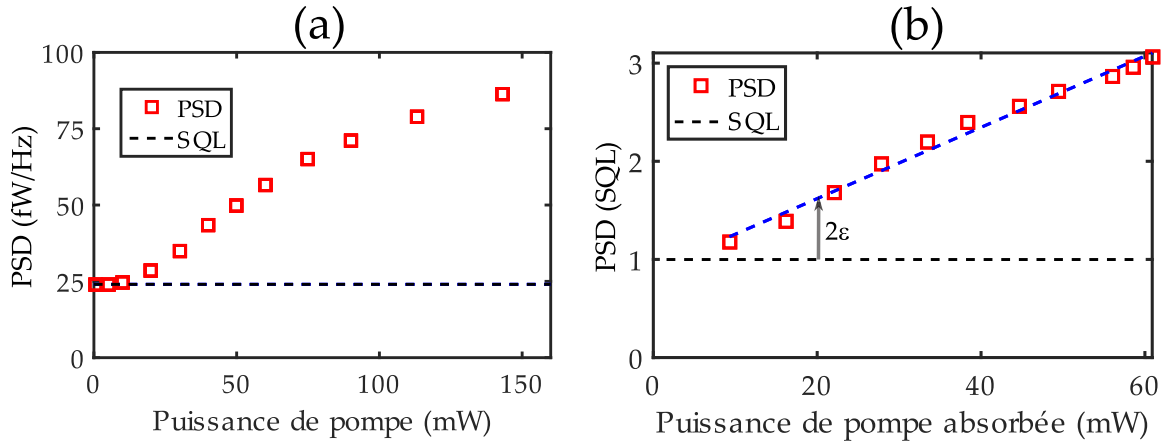 (a)
PSD (fW/Hz)
100
75
50
25
0
PSD
SQL
0 50 100 150
Puissance de pompe (mW)
(b)
PSD (SQL)
3
2
1
0
PSD
SQL
2ε
0 20 40 60
Puissance de pompe absorbée (mW)